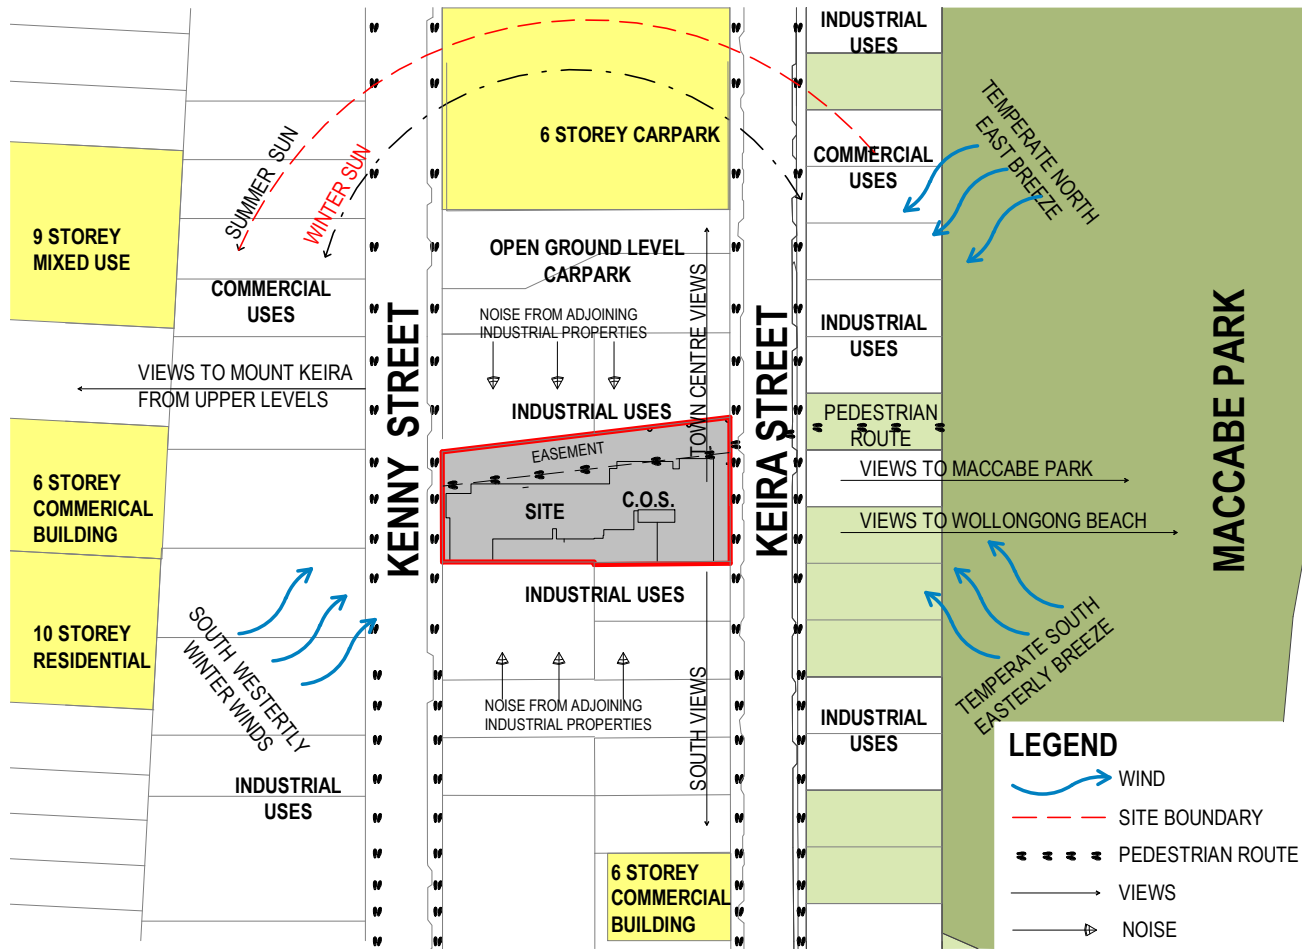 INDUSTRIAL
USES
6 STOREY CARPARK
COMMERCIAL
USES
TEMPERATE NORTH
EAST BREEZE
SUMMER SUN
WINTER SUN
9 STOREY
MIXED USE
OPEN GROUND LEVEL
CARPARK
COMMERCIAL
USES
NOISE FROM ADJOINING
INDUSTRIAL PROPERTIES
INDUSTRIAL
USES
VIEWS TO MOUNT KEIRA
FROM UPPER LEVELS
KENNY STREET
TOWN CENTRE VIEWS
KEIRA STREET
MACCABE PARK
INDUSTRIAL USES
PEDESTRIAN
ROUTE
EASEMENT
VIEWS TO MACCABE PARK
6 STOREY
COMMERICAL
BUILDING
SITE
C.O.S.
VIEWS TO WOLLONGONG BEACH
INDUSTRIAL USES
10 STOREY
RESIDENTIAL
SOUTH WESTERTLY
WINTER WINDS
TEMPERATE SOUTH
EASTERLY BREEZE
NOISE FROM ADJOINING
INDUSTRIAL PROPERTIES
SOUTH VIEWS
INDUSTRIAL
USES
INDUSTRIAL
USES
6 STOREY
COMMERCIAL
BUILDING
LEGEND
WIND
SITE BOUNDARY
PEDESTRIAN ROUTE
VIEWS
NOISE